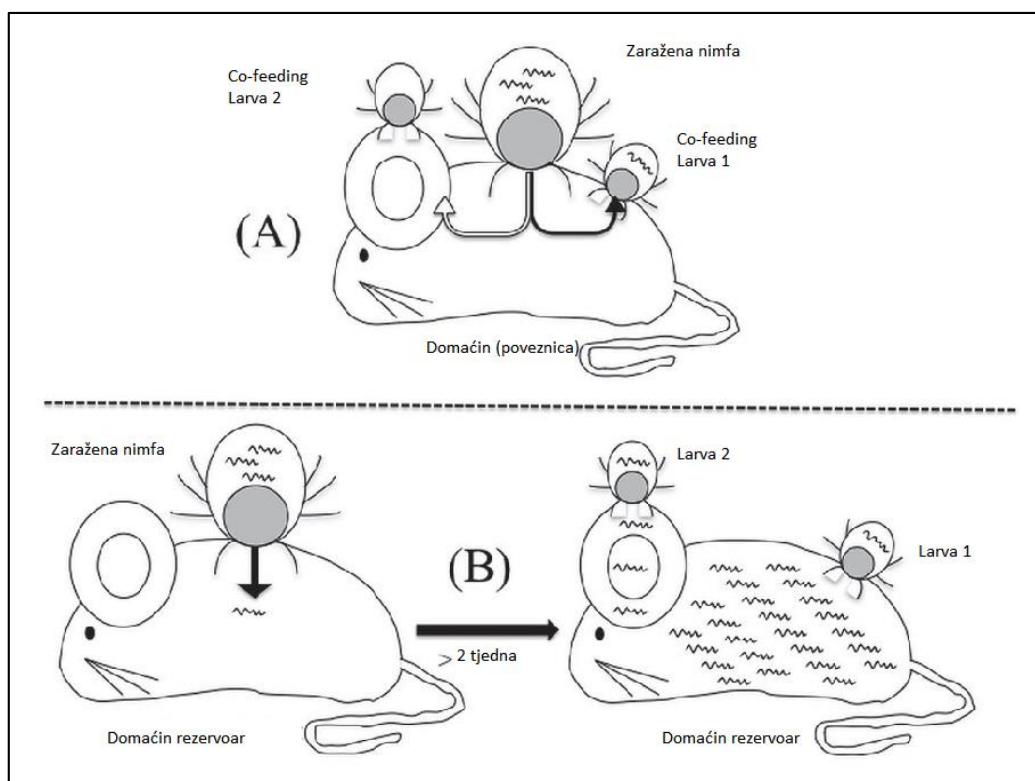 Zaražena nimfa
Co-feeding
Larva 2
Co-feeding
Larva 1
(A)
Domaćin (poveznica)
Zaražena nimfa
Larva 2
Larva 1
(B)
> 2 tjedna
Domaćin rezervoar
Domaćin rezervoar